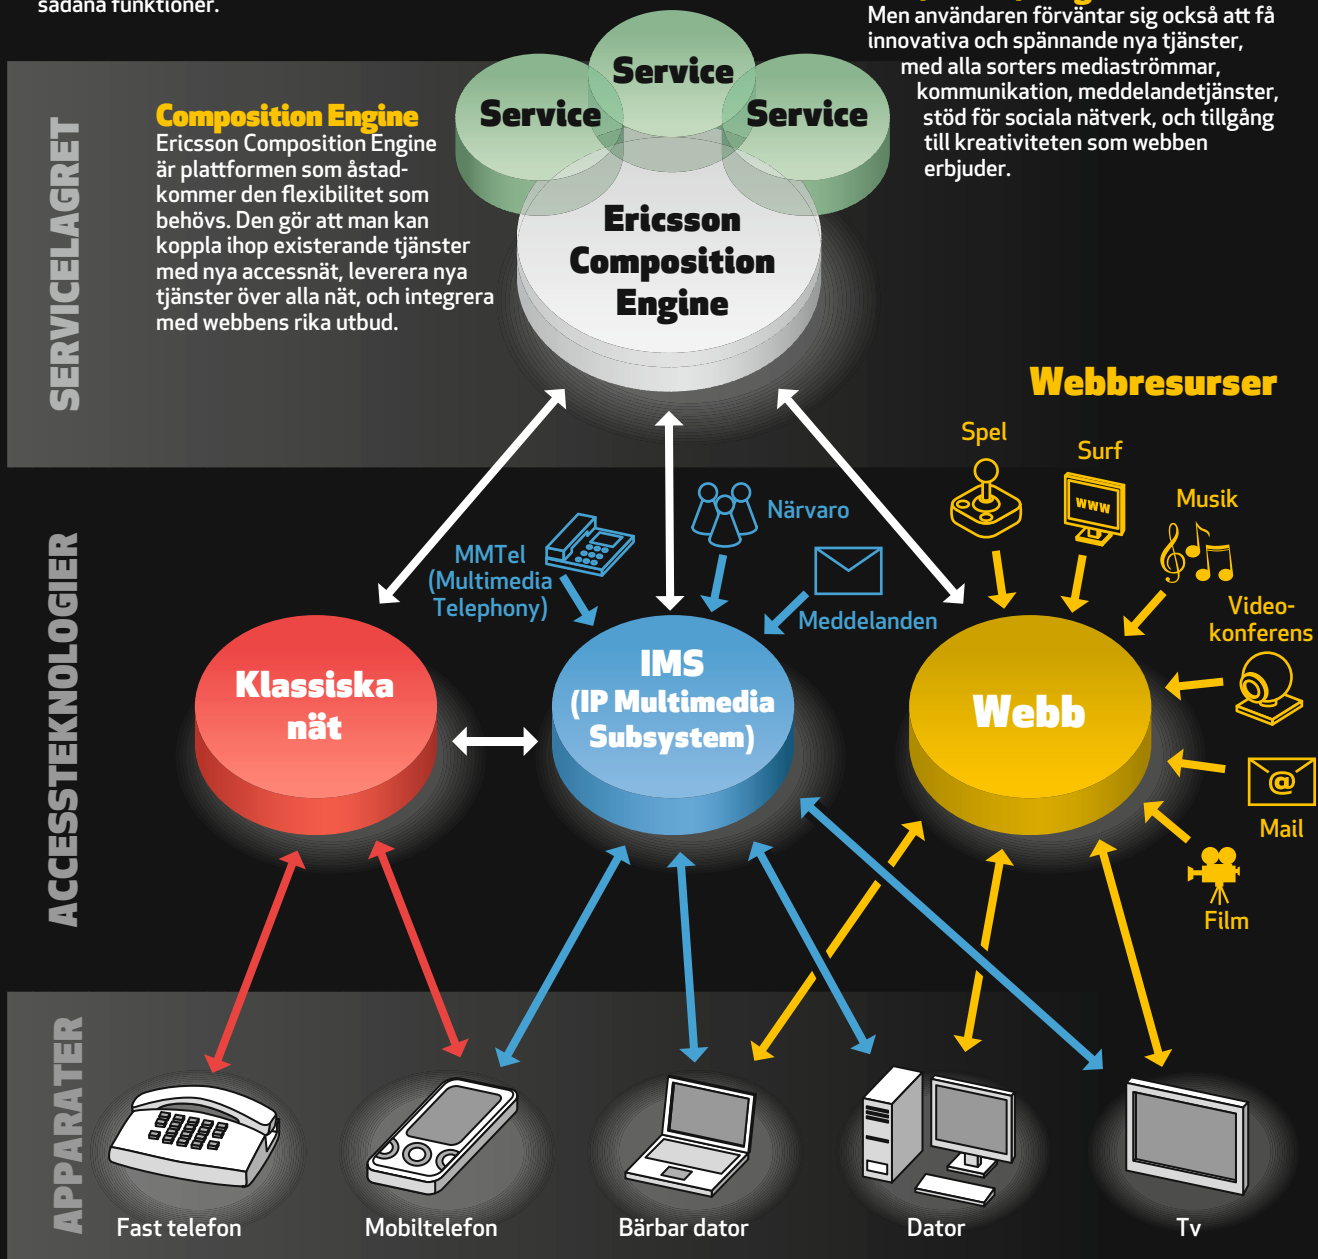 sådana funktioner.
Men användaren förväntar sig också att få
innovativa och spännande nya tjänster,
med alla sorters mediaströmmar,
kommunikation, meddelandetjänster,
stöd för sociala nätverk, och tillgång
till kreativiteten som webben
erbjuder.
SERVICELAGRET
Composition Engine
Ericsson Composition Engine
är plattformen som åstad-
kommer den flexibilitet som
behövs. Den gör att man kan
koppla ihop existerande tjänster
med nya accessnät, leverera nya
tjänster över alla nät, och integrera
med webbens rika utbud.
Service
Service
Service
Ericsson
Composition
Engine
Webbresurser
ACCESSTEKNOLOGIER
MMTel
(Multimedia
Telephony)
Närvaro
Meddelanden
Spel
Surf
www
Musik
Video-
konferens
@
Mail
Film
Klassiska
nät
IMS
(IP Multimedia
Subsystem)
Webb
APPARATER
Fast telefon
Mobiltelefon
Bärbar dator
Dator
Tv